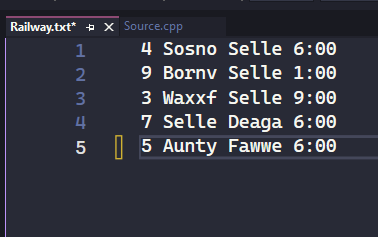 Railway.txt* Source.cpp
1 4 Sosno Selle 6:00
2 9 Bornv Selle 1:00
3 3 Waxxf Selle 9:00
4 7 Selle Deaga 6:00
5 5 Aunty Fawwe 6:00